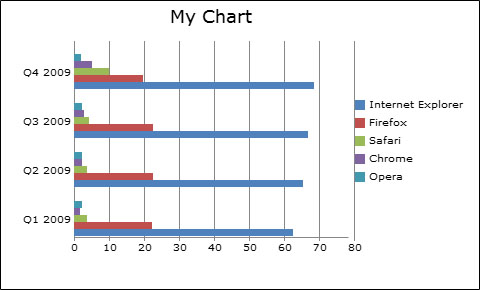 My Chart
Q4 2009
Q3 2009
Q2 2009
Q1 2009
0 10 20 30 40 50 60 70 80
Internet Explorer
Firefox
Safari
Chrome
Opera